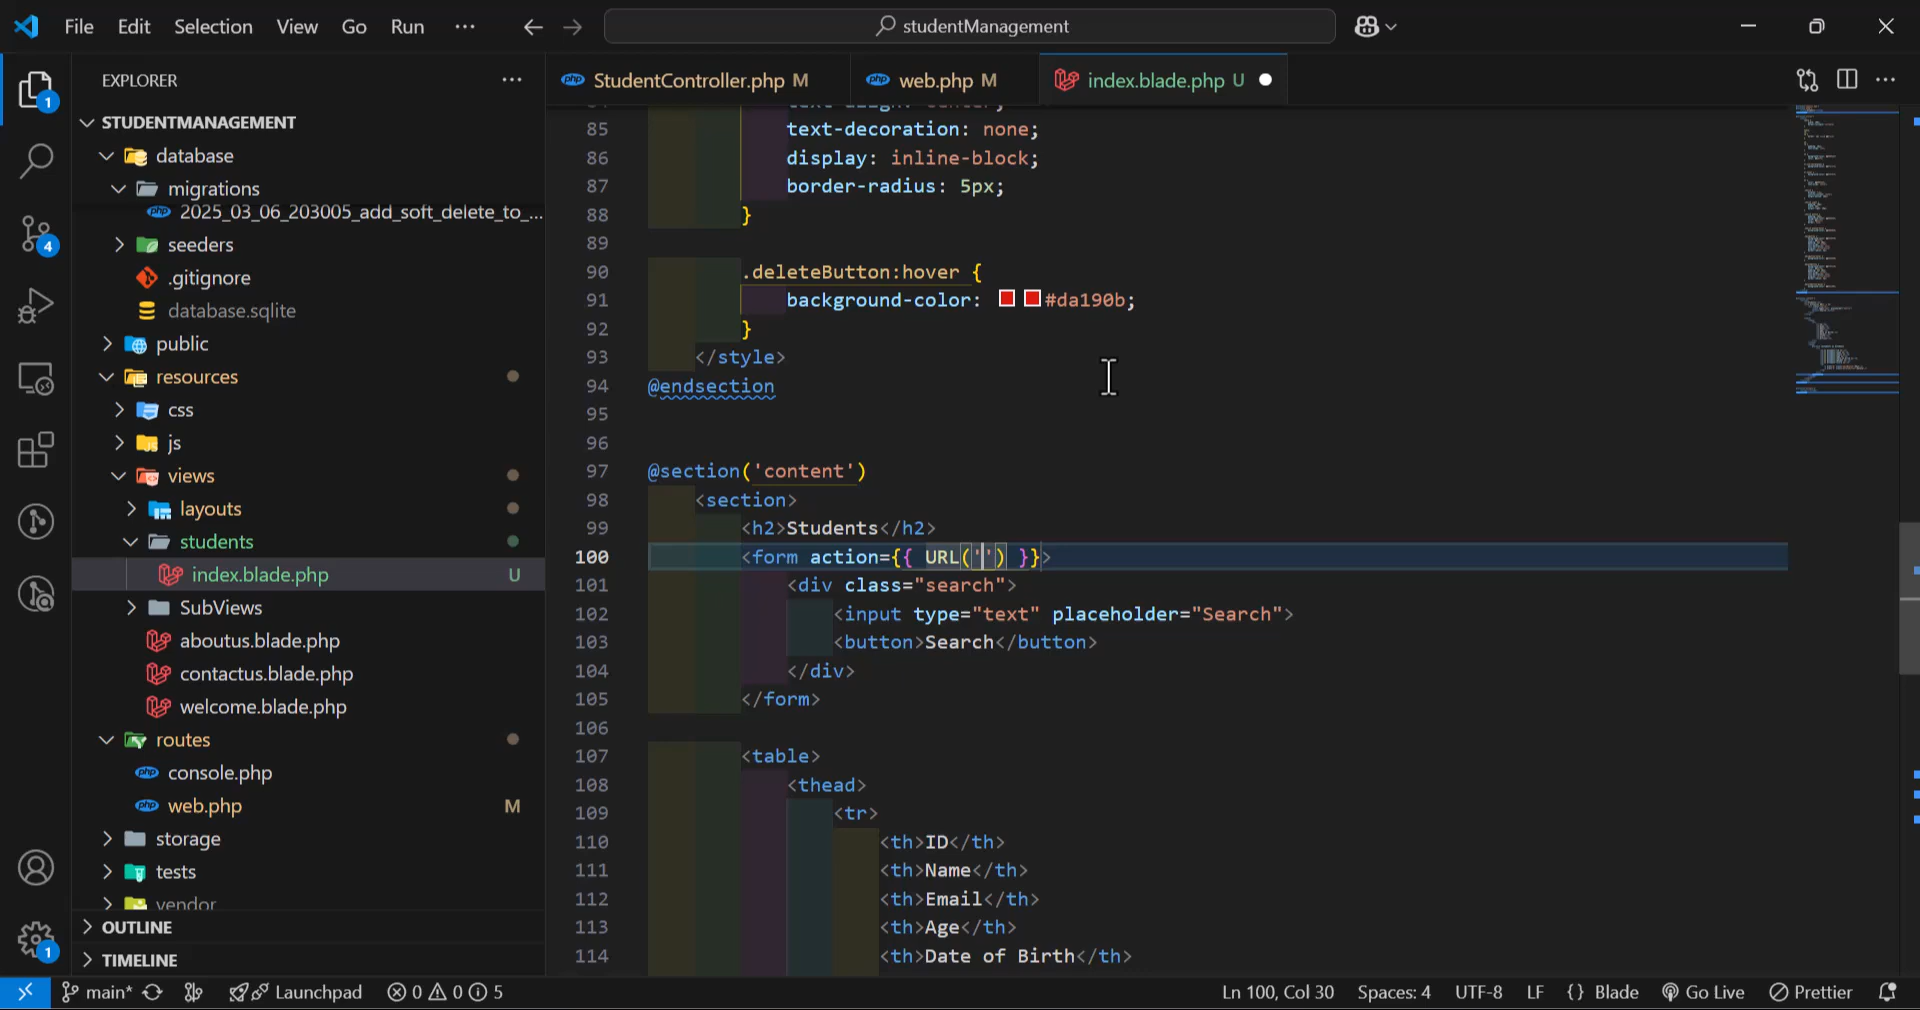 File Edit Selection View Go Run ... studentManagement
EXPLORER ...
StudentController.php M web.php M index.blade.php U
STUDENTMANAGEMENT
database
migrations
2025_03_06_203005_add_soft_delete_to_...
seeders
.gitignore
database.sqlite
public
resources
css
js
views
layouts
students
index.blade.php U
SubViews
aboutus.blade.php
contactus.blade.php
welcome.blade.php
routes
console.php
web.php M
storage
tests
vendor
OUTLINE
TIMELINE
1
4
1
85 text-decoration: none;
86 display: inline-block;
87 border-radius: 5px;
88 }
89
90 .deleteButton:hover {
91 background-color: #da190b;
92 }
93 </style>
94 @endsection
95
96
97 @section('content')
98 <section>
99 <h2>Students</h2>
100 <form action={{ URL('') }}>
101 <div class="search">
102 <input type="text" placeholder="Search">
103 <button>Search</button>
104 </div>
105 </form>
106
107 <table>
108 <thead>
109 <tr>
110 <th>ID</th>
111 <th>Name</th>
112 <th>Email</th>
113 <th>Age</th>
114 <th>Date of Birth</th>
main* Launchpad 0 0 5 Ln 100, Col 30 Spaces: 4 UTF-8 LF {} Blade Go Live Prettier